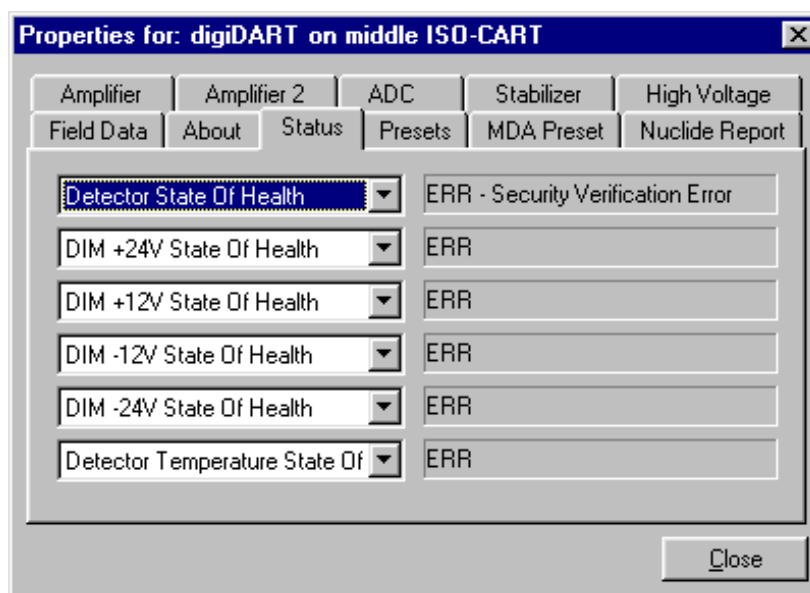 Properties for: digiDART on middle ISO-CART
Amplifier Amplifier 2 ADC Stabilizer High Voltage
Field Data About Status Presets MDA Preset Nuclide Report
Detector State Of Health ERR - Security Verification Error
DIM +24V State Of Health ERR
DIM +12V State Of Health ERR
DIM -12V State Of Health ERR
DIM -24V State Of Health ERR
Detector Temperature State Of ERR
Close